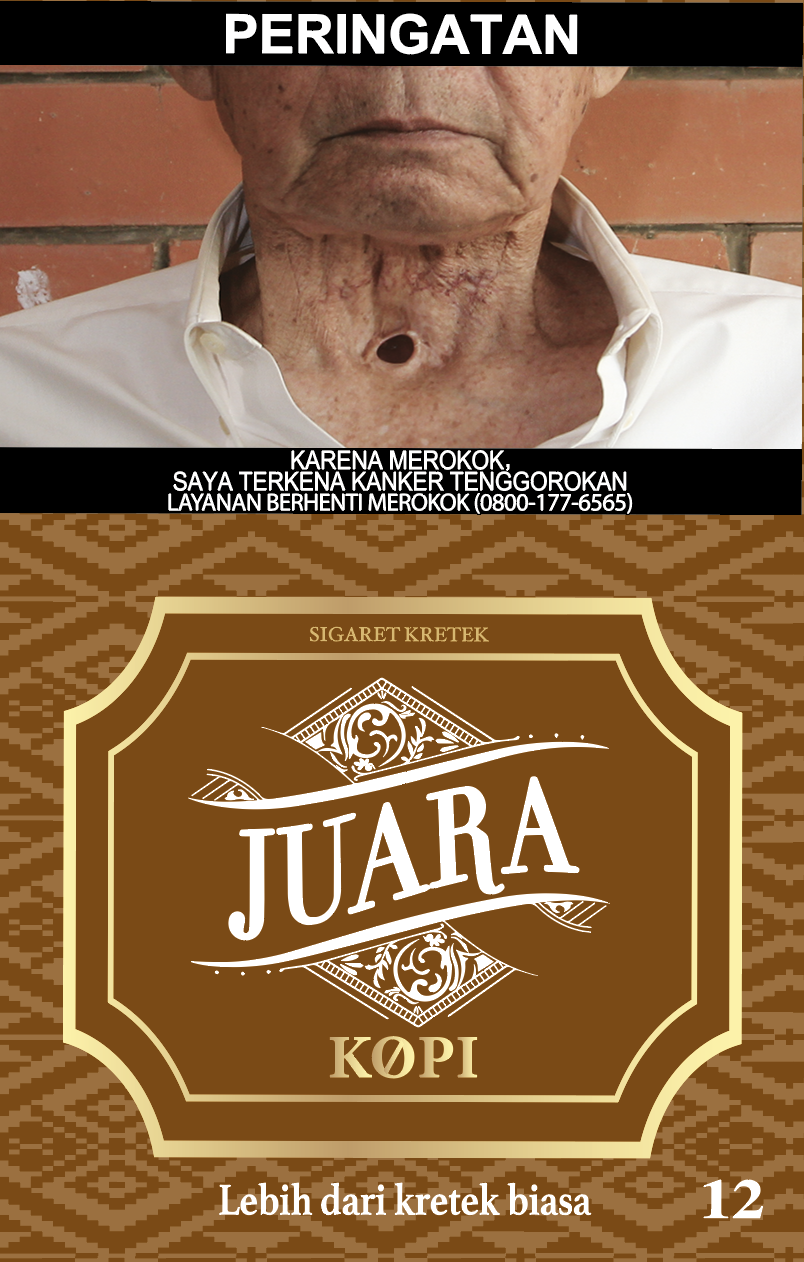 PERINGATAN
KARENA MEROKOK,
SAYA TERKENA KANKER TENGGOROKAN
LAYANAN BERHENTI MEROKOK (0800-177-6565)
SIGARET KRETEK
JUARA
KØPI
Lebih dari kretek biasa
12